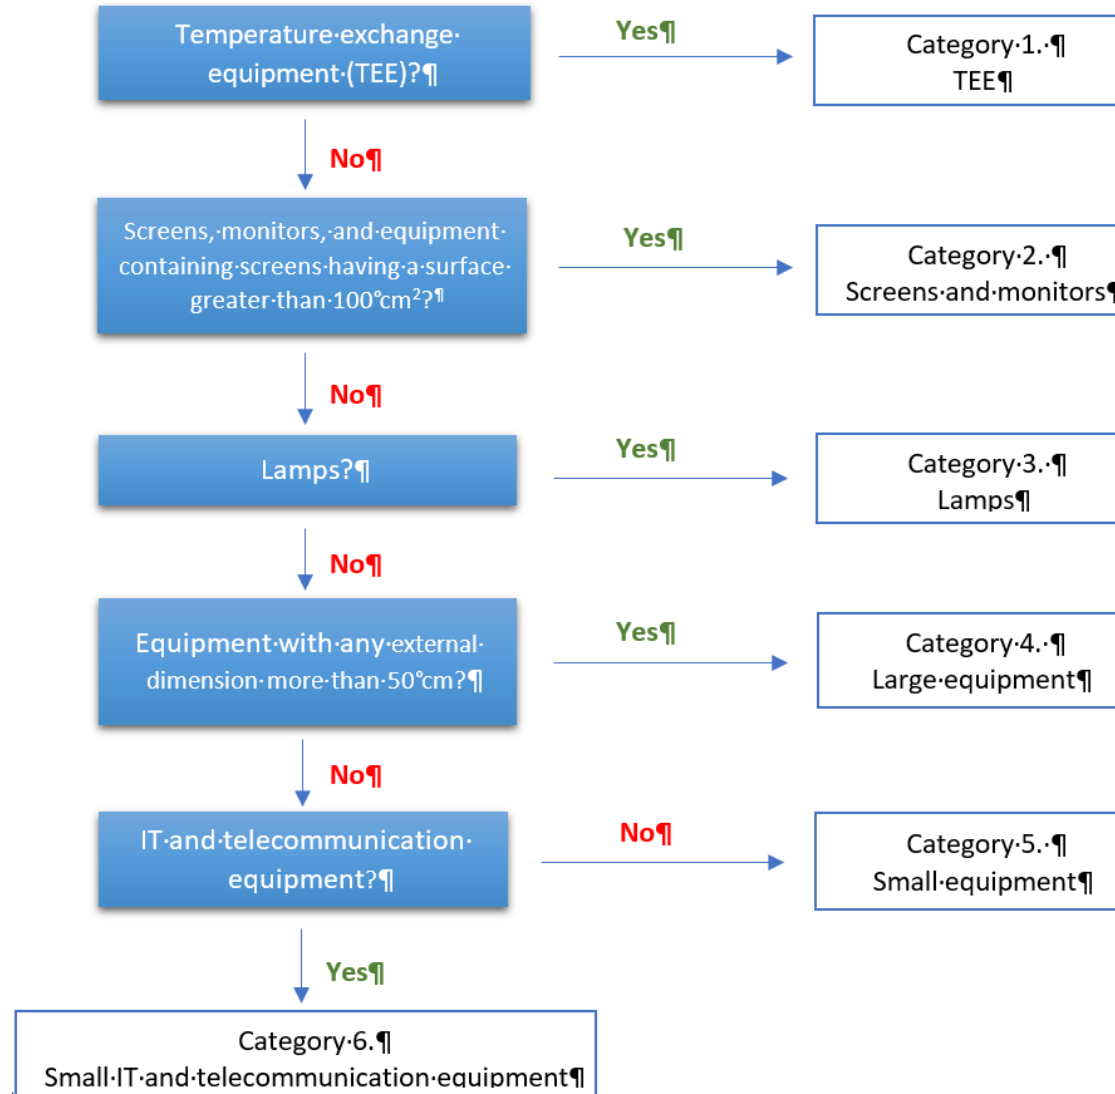 Temperature·exchange·
equipment·(TEE)?¶
Yes¶
Category·1.·¶
TEE¶
No¶
Screens,·monitors,·and·equipment·
containing·screens·having·a·surface·
greater·than·100°cm²?¶
Yes¶
Category·2.·¶
Screens·and·monitors¶
No¶
Lamps?¶
Yes¶
Category·3.·¶
Lamps¶
No¶
Equipment·with·any·external·
dimension·more·than·50°cm?¶
Yes¶
Category·4.·¶
Large·equipment¶
No¶
IT·and·telecommunication·
equipment?¶
No¶
Category·5.·¶
Small·equipment¶
Yes¶
Category·6.¶
Small·IT·and·telecommunication·equipment¶